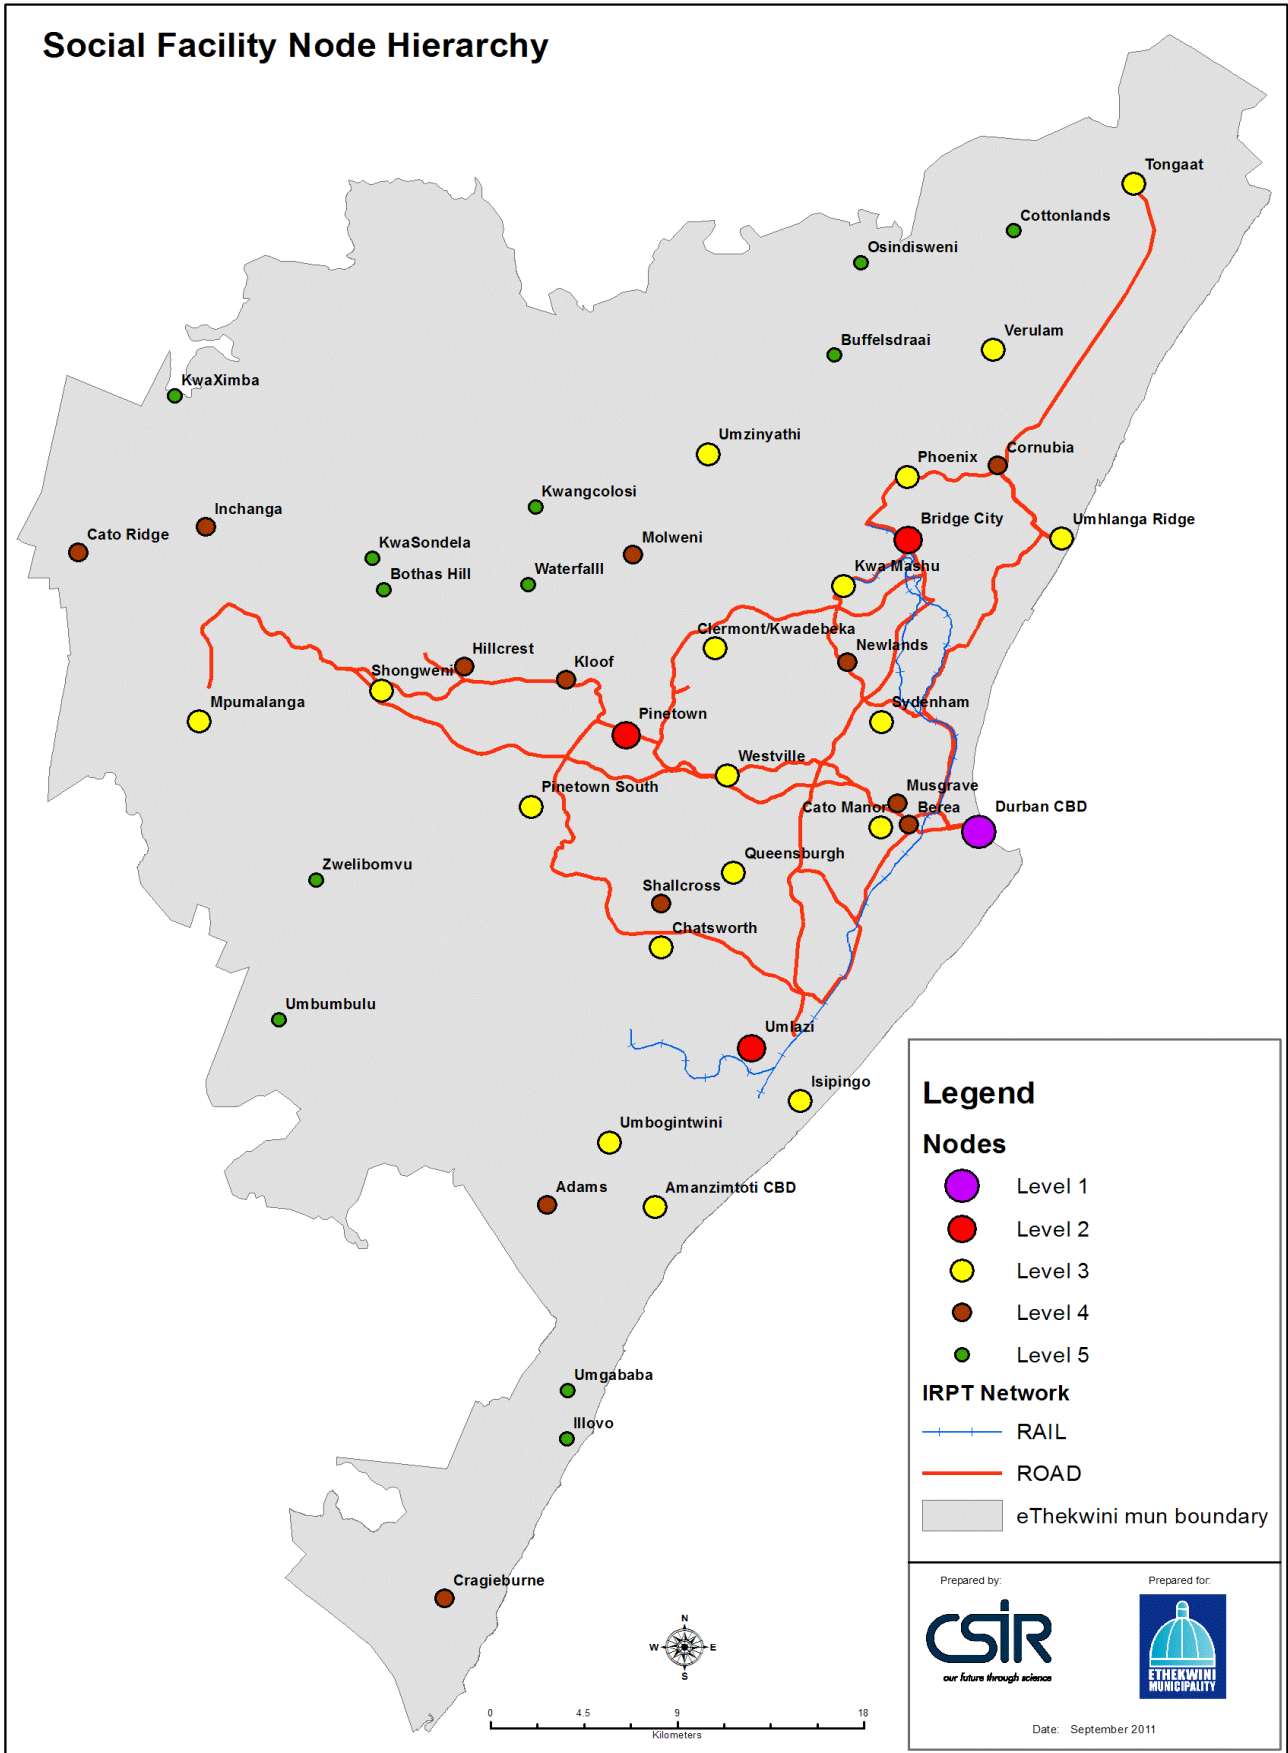 Social Facility Node Hierarchy
Tongaat
Cottonlands
Osindisweni
Verulam
Buffelsdraai
KwaXimba
Umzinyathi
Cornubia
Phoenix
Kwangcolosi
Inchanga
Bridge City
Umhlanga Ridge
Cato Ridge
Molweni
KwaSondela
Kwa Mashu
Waterfalll
Bothas Hill
Clermont/Kwadebeka
Newlands
Hillcrest
Kloof
Shongweni
Mpumalanga
Sydenham
Pinetown
Westville
Pinetown South
Musgrave
Cato Manor
Berea
Durban CBD
Queensburgh
Zwelibomvu
Shallcross
Chatsworth
Umbumbulu
Umlazi
Isipingo
Umbogintwini
Adams
Amanzimtoti CBD
Umgababa
Illovo
Cragieburne
N
W
E
S
0
4.5
9
18
Kilometers
Legend
Nodes
Level 1
Level 2
Level 3
Level 4
Level 5
IRPT Network
RAIL
ROAD
eThekwini mun boundary
Prepared by:
Prepared for:
CSIR
our future through science
ETHEKWINI
MUNICIPALITY
Date: September 2011